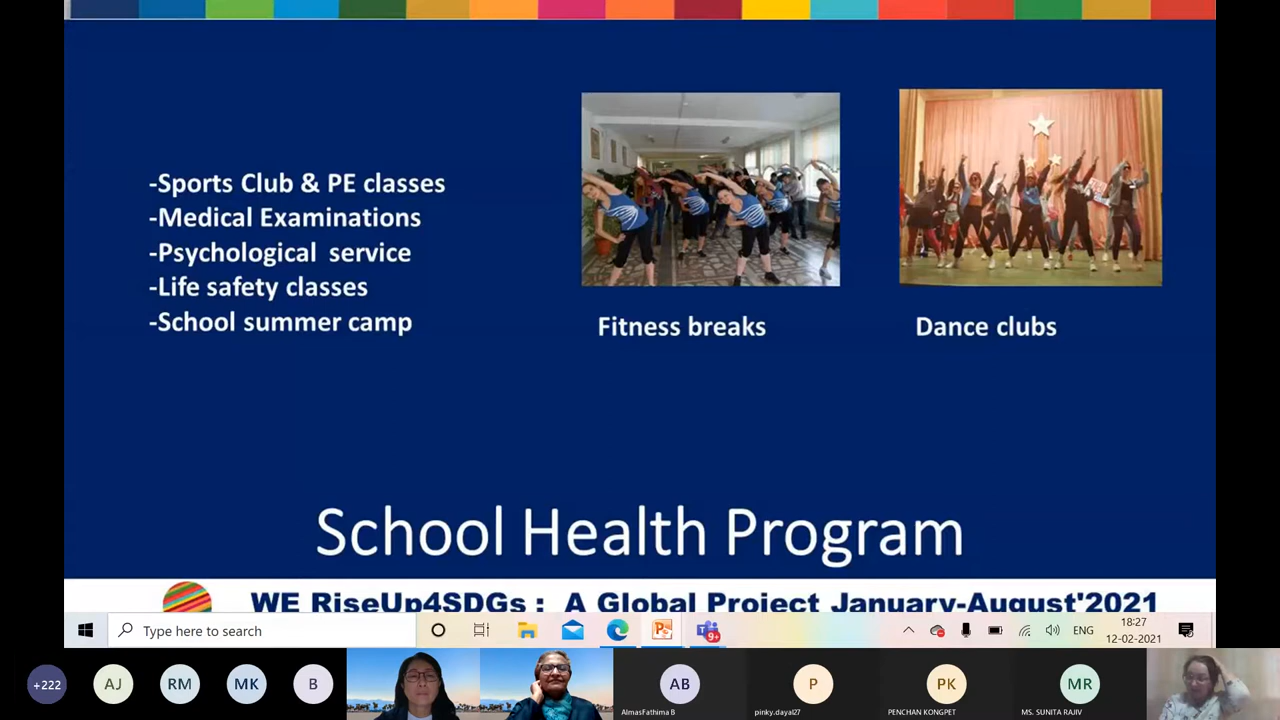 -Sports Club & PE classes
-Medical Examinations
-Psychological service
-Life safety classes
-School summer camp
Fitness breaks
Dance clubs
School Health Program
WE RiseUp4SDGs : A Global Project January-August'2021
Type here to search
9+
ENG
18:27
12-02-2021
+222
AJ
RM
MK
B
AB
P
PK
MR
AlmasFathima B
pinky.dayal27
PENCHAN KONGPET
MS. SUNITA RAJIV